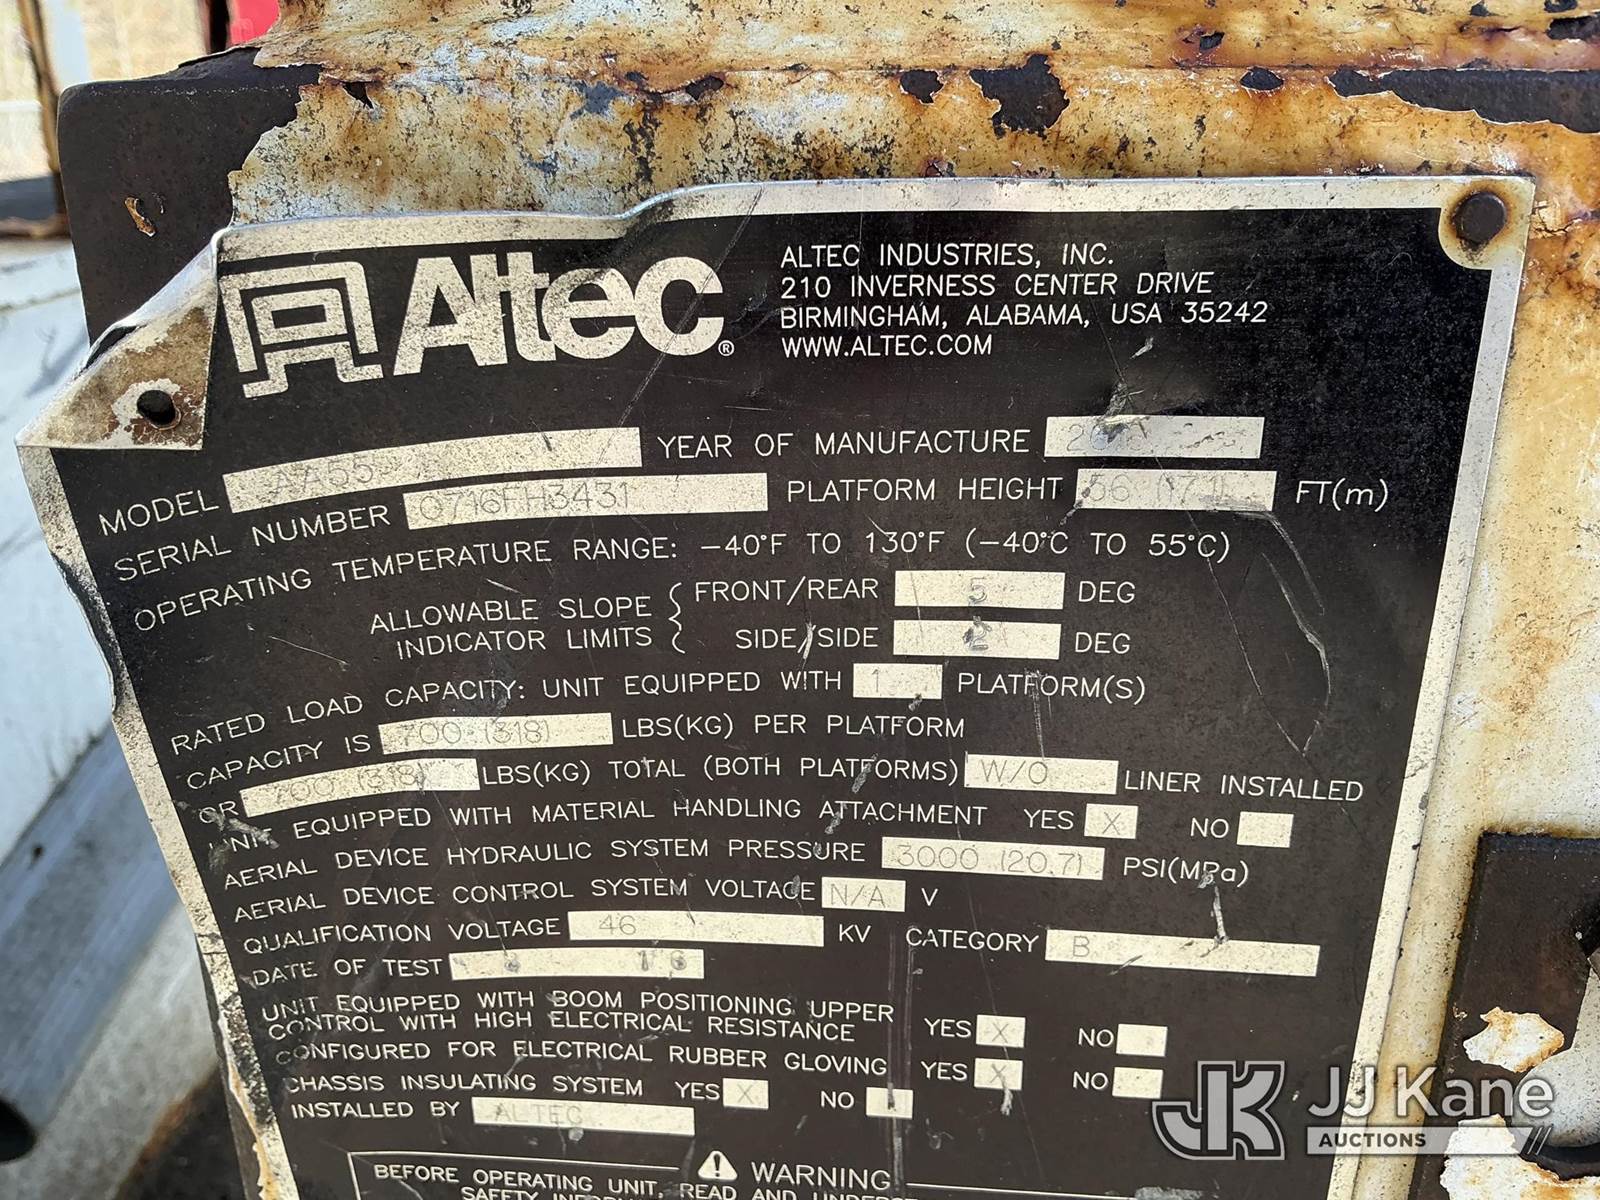 Altec®
ALTEC INDUSTRIES, INC.
210 INVERNESS CENTER DRIVE
BIRMINGHAM, ALABAMA, USA 35242
WWW.ALTEC.COM
MODEL AA55 YEAR OF MANUFACTURE
SERIAL NUMBER 0716FH3431 PLATFORM HEIGHT 56 (17.1) FT(m)
OPERATING TEMPERATURE RANGE: -40°F TO 130°F (-40°C TO 55°C)
ALLOWABLE SLOPE INDICATOR LIMITS { FRONT/REAR 5 DEG
SIDE/SIDE 2 DEG
RATED LOAD CAPACITY: UNIT EQUIPPED WITH 1 PLATFORM(S)
CAPACITY IS 700 (318) LBS(KG) PER PLATFORM
OR 700 (318) LBS(KG) TOTAL (BOTH PLATFORMS) W/O LINER INSTALLED
UNIT EQUIPPED WITH MATERIAL HANDLING ATTACHMENT YES X NO
AERIAL DEVICE HYDRAULIC SYSTEM PRESSURE 3000 (20.7) PSI(MPa)
AERIAL DEVICE CONTROL SYSTEM VOLTAGE N/A V
QUALIFICATION VOLTAGE 46 KV CATEGORY B
DATE OF TEST 16
UNIT EQUIPPED WITH BOOM POSITIONING UPPER
CONTROL WITH HIGH ELECTRICAL RESISTANCE YES X NO
CONFIGURED FOR ELECTRICAL RUBBER GLOVING YES X NO
CHASSIS INSULATING SYSTEM YES X NO
INSTALLED BY ALTEC
⚠ WARNING
BEFORE OPERATING UNIT, READ AND
SAFETY
JK JJ Kane
AUCTIONS